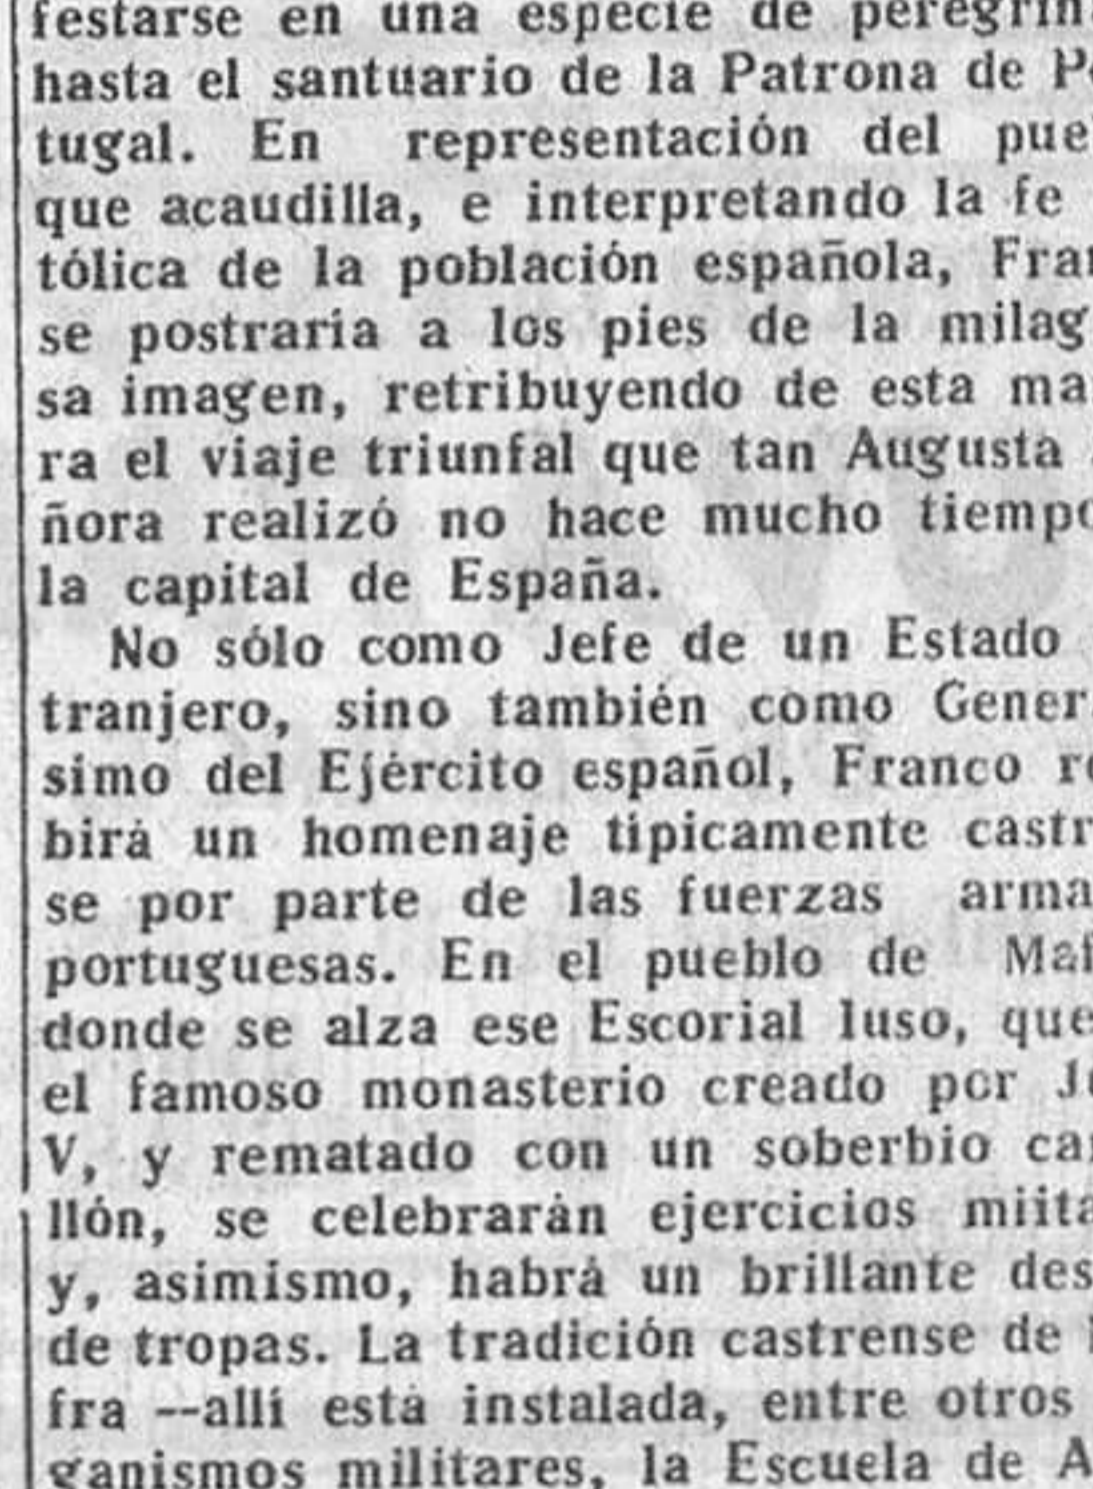 festarse en una especie de peregrin
hasta el santuario de la Patrona de P
tugal. En representación del pue
que acaudilla, e interpretando la fe
tólica de la población española, Fra
se postraría a los pies de la milag
sa imagen, retribuyendo de esta ma
ra el viaje triunfal que tan Augusta
ñora realizó no hace mucho tiempo
la capital de España.
No sólo como Jefe de un Estado
tranjero, sino también como Gener
simo del Ejército español, Franco re
birá un homenaje típicamente castr
se por parte de las fuerzas arma
portuguesas. En el pueblo de Maf
donde se alza ese Escorial luso, que
el famoso monasterio creado por J
V, y rematado con un soberbio ca
llón, se celebrarán ejercicios miita
y, asimismo, habrá un brillante des
de tropas. La tradición castrense de
fra --allí está instalada, entre otros
ganismos militares, la Escuela de A